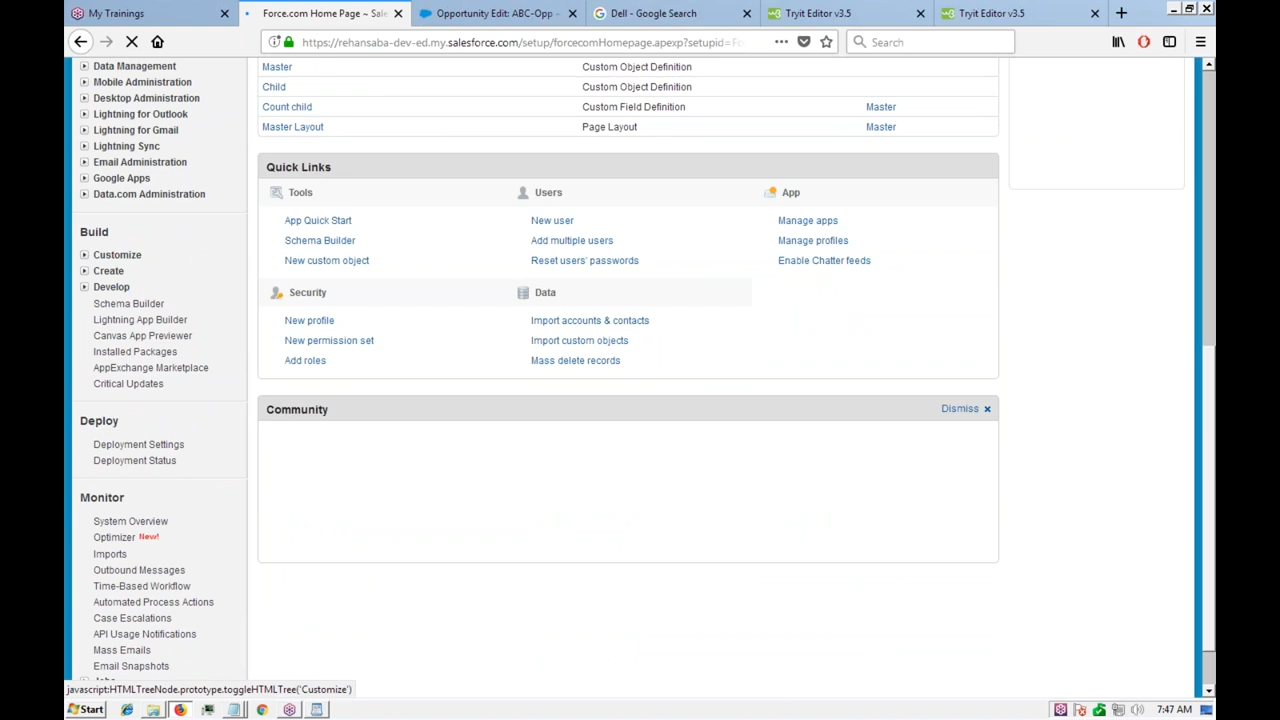 My Trainings
Force.com Home Page ~ Sale
Opportunity Edit: ABC-Opp ~
Dell - Google Search
Tryit Editor v3.5
Tryit Editor v3.5
https://rehansaba-dev-ed.my.salesforce.com/setup/forcecomHomepage.apexp?setupid=Fo
Search
Data Management
Mobile Administration
Desktop Administration
Lightning for Outlook
Lightning for Gmail
Lightning Sync
Email Administration
Google Apps
Data.com Administration
Build
Customize
Create
Develop
Schema Builder
Lightning App Builder
Canvas App Previewer
Installed Packages
AppExchange Marketplace
Critical Updates
Deploy
Deployment Settings
Deployment Status
Monitor
System Overview
Optimizer New!
Imports
Outbound Messages
Time-Based Workflow
Automated Process Actions
Case Escalations
API Usage Notifications
Mass Emails
Email Snapshots
Master Custom Object Definition
Child Custom Object Definition
Count child Custom Field Definition Master
Master Layout Page Layout Master
Quick Links
Tools
App Quick Start
Schema Builder
New custom object
Users
New user
Add multiple users
Reset users' passwords
App
Manage apps
Manage profiles
Enable Chatter feeds
Security
New profile
New permission set
Add roles
Data
Import accounts & contacts
Import custom objects
Mass delete records
Community
Dismiss
javascript:HTMLTreeNode.prototype.toggleHTMLTree('Customize')
Start
7:47 AM